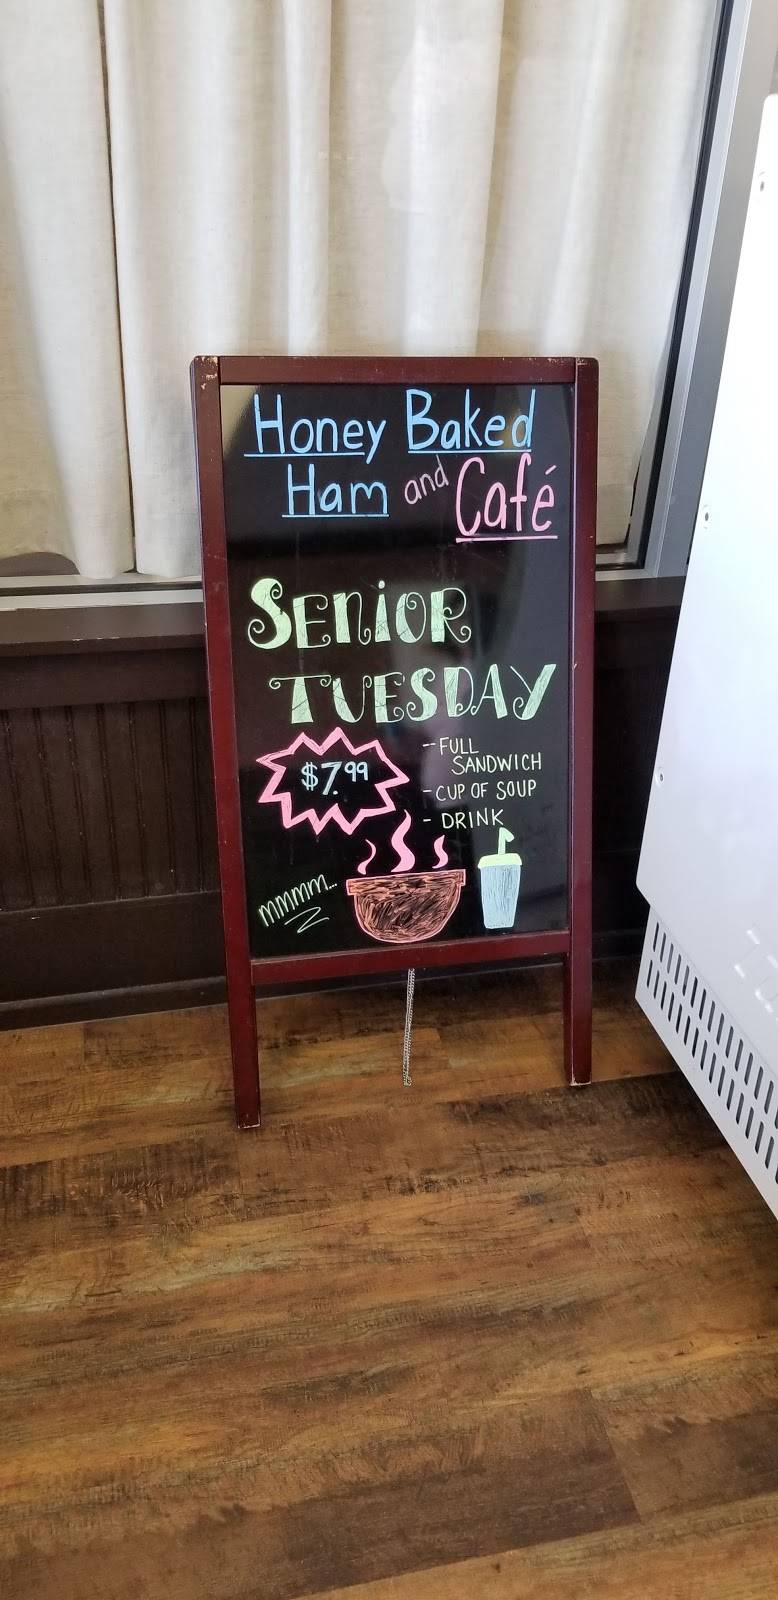 Honey Baked
Ham and Café
SENIOR
TUESDAY
$7.99
-- FULL
SANDWICH
- CUP OF SOUP
- DRINK
mmmm...